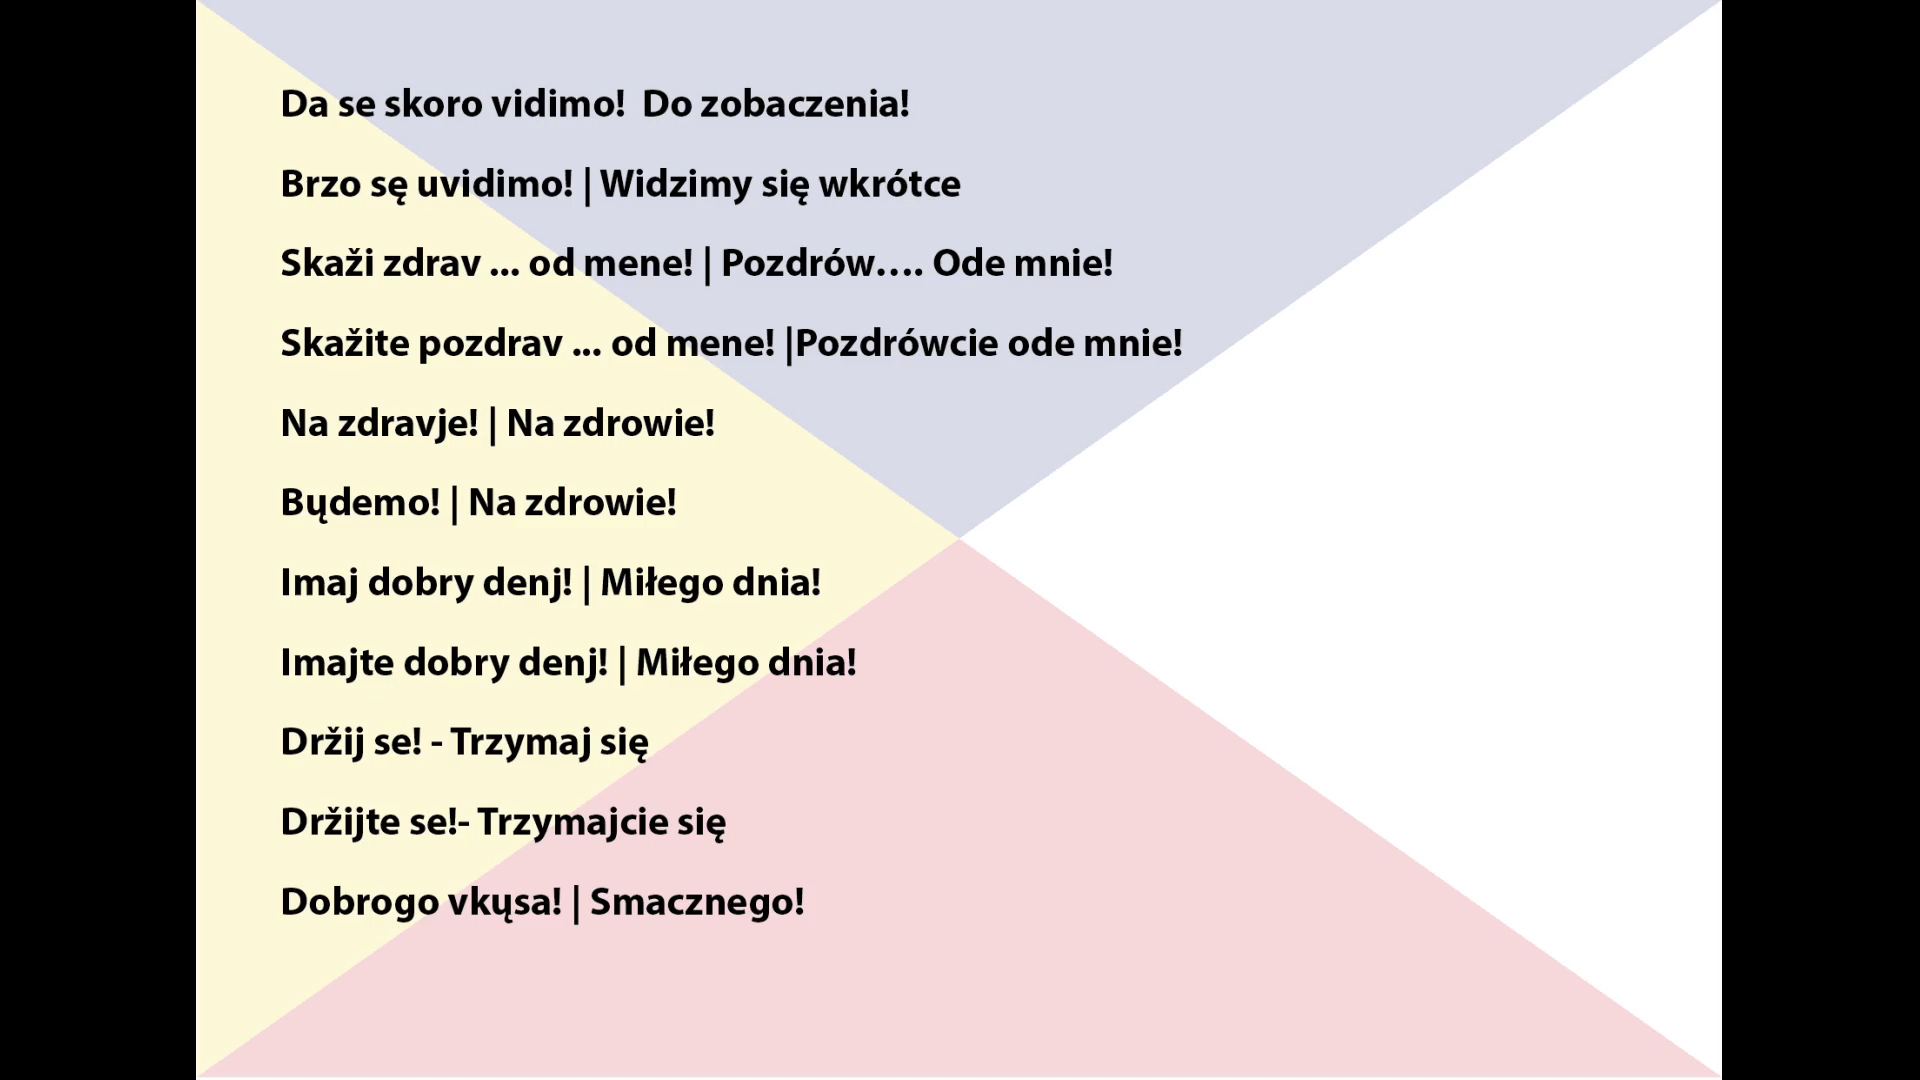 Da se skoro vidimo!  Do zobaczenia!
Brzo sę uvidimo! | Widzimy się wkrótce
Skaži zdrav ... od mene! | Pozdrów…. Ode mnie!
Skažite pozdrav ... od mene! |Pozdrówcie ode mnie!
Na zdravje! | Na zdrowie!
Bųdemo! | Na zdrowie!
Imaj dobry denj! | Miłego dnia!
Imajte dobry denj! | Miłego dnia!
Držij se! - Trzymaj się
Držijte se!- Trzymajcie się
Dobrogo vkųsa! | Smacznego!